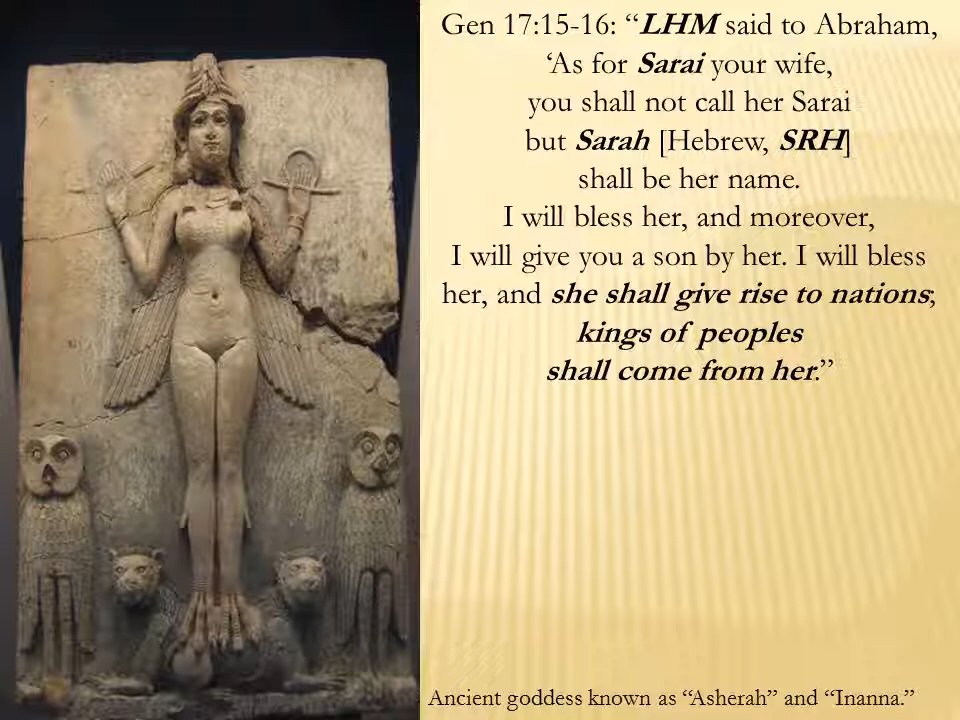 Gen 17:15-16: “LHM said to Abraham,
‘As for Sarai your wife,
you shall not call her Sarai
but Sarah [Hebrew, SRH]
shall be her name.
I will bless her, and moreover,
I will give you a son by her. I will bless
her, and she shall give rise to nations;
kings of peoples
shall come from her.”
Ancient goddess known as “Asherah” and “Inanna.”